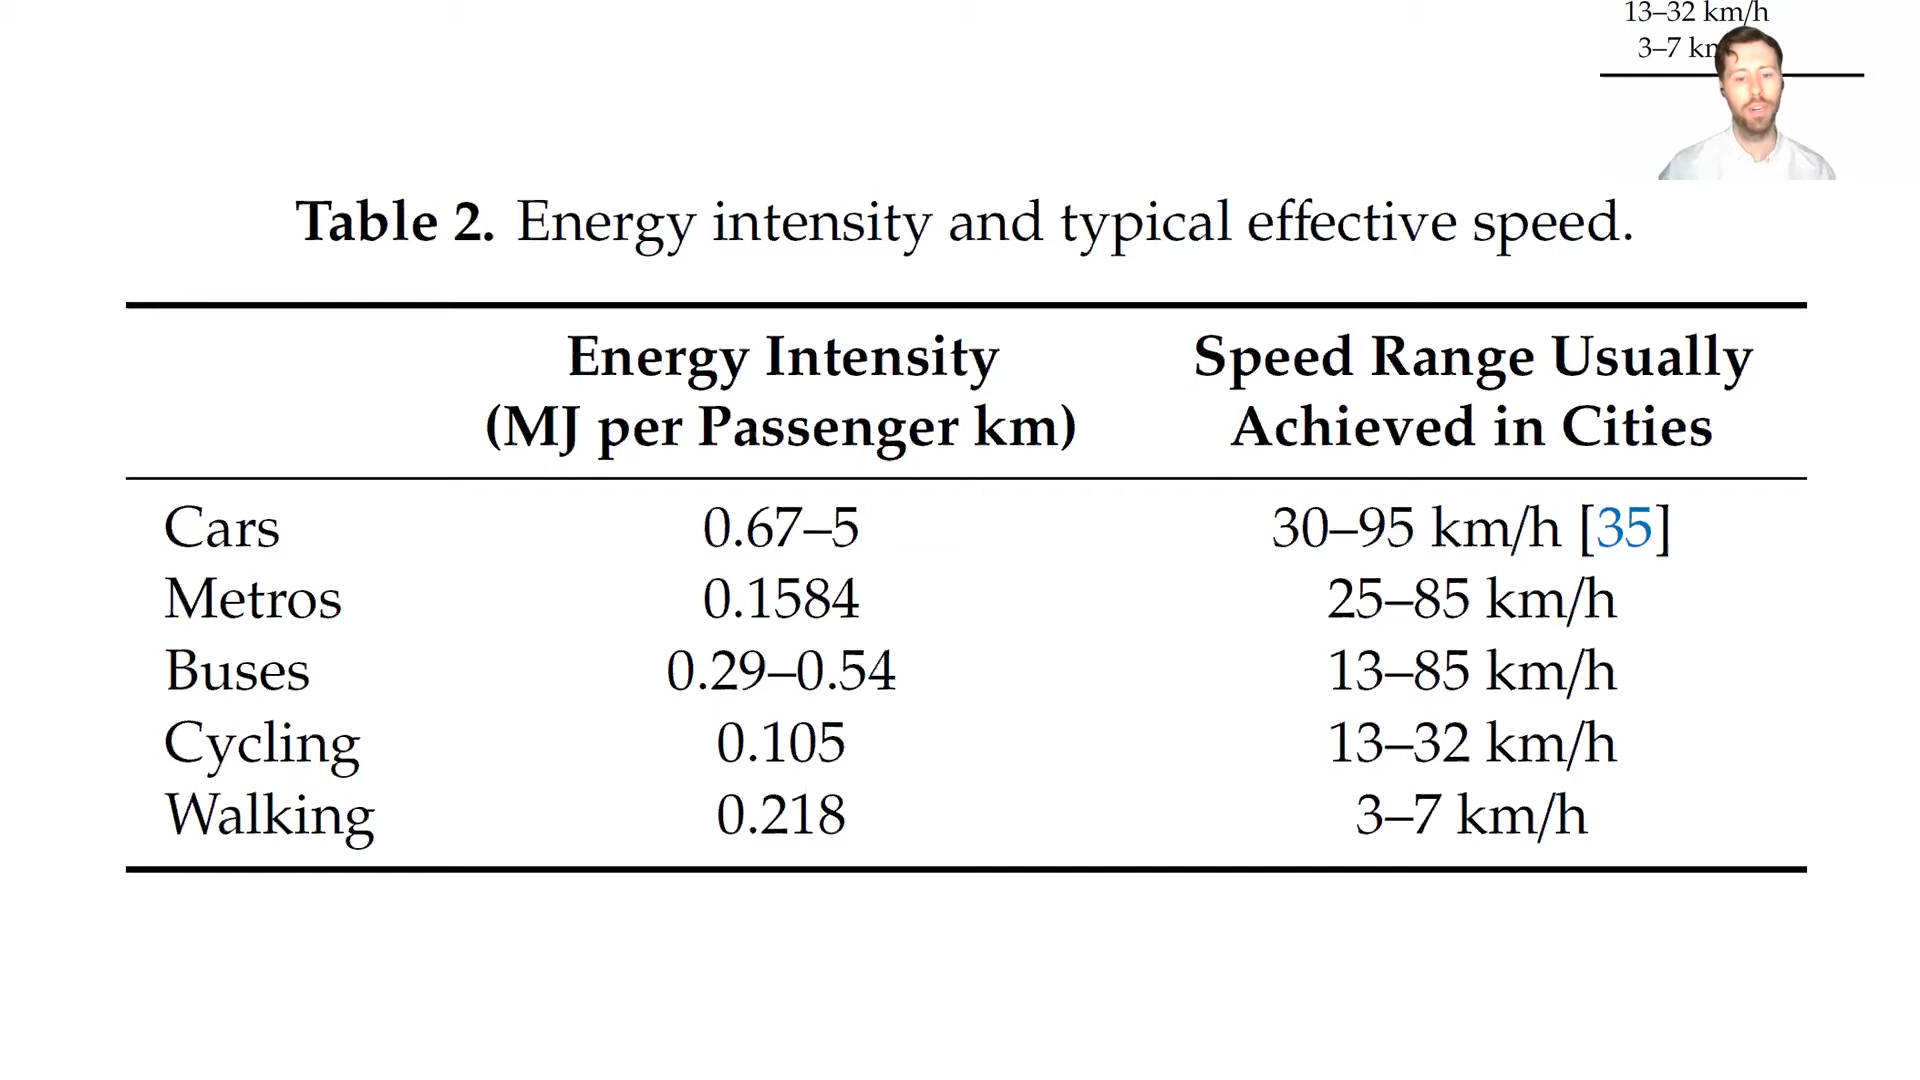 13–32 km/h
3–7
Table 2. Energy intensity and typical effective speed.
Energy Intensity Speed Range Usually
(MJ per Passenger km) Achieved in Cities
Cars 0.67–5 30–95 km/h [35]
Metros 0.1584 25–85 km/h
Buses 0.29–0.54 13–85 km/h
Cycling 0.105 13–32 km/h
Walking 0.218 3–7 km/h